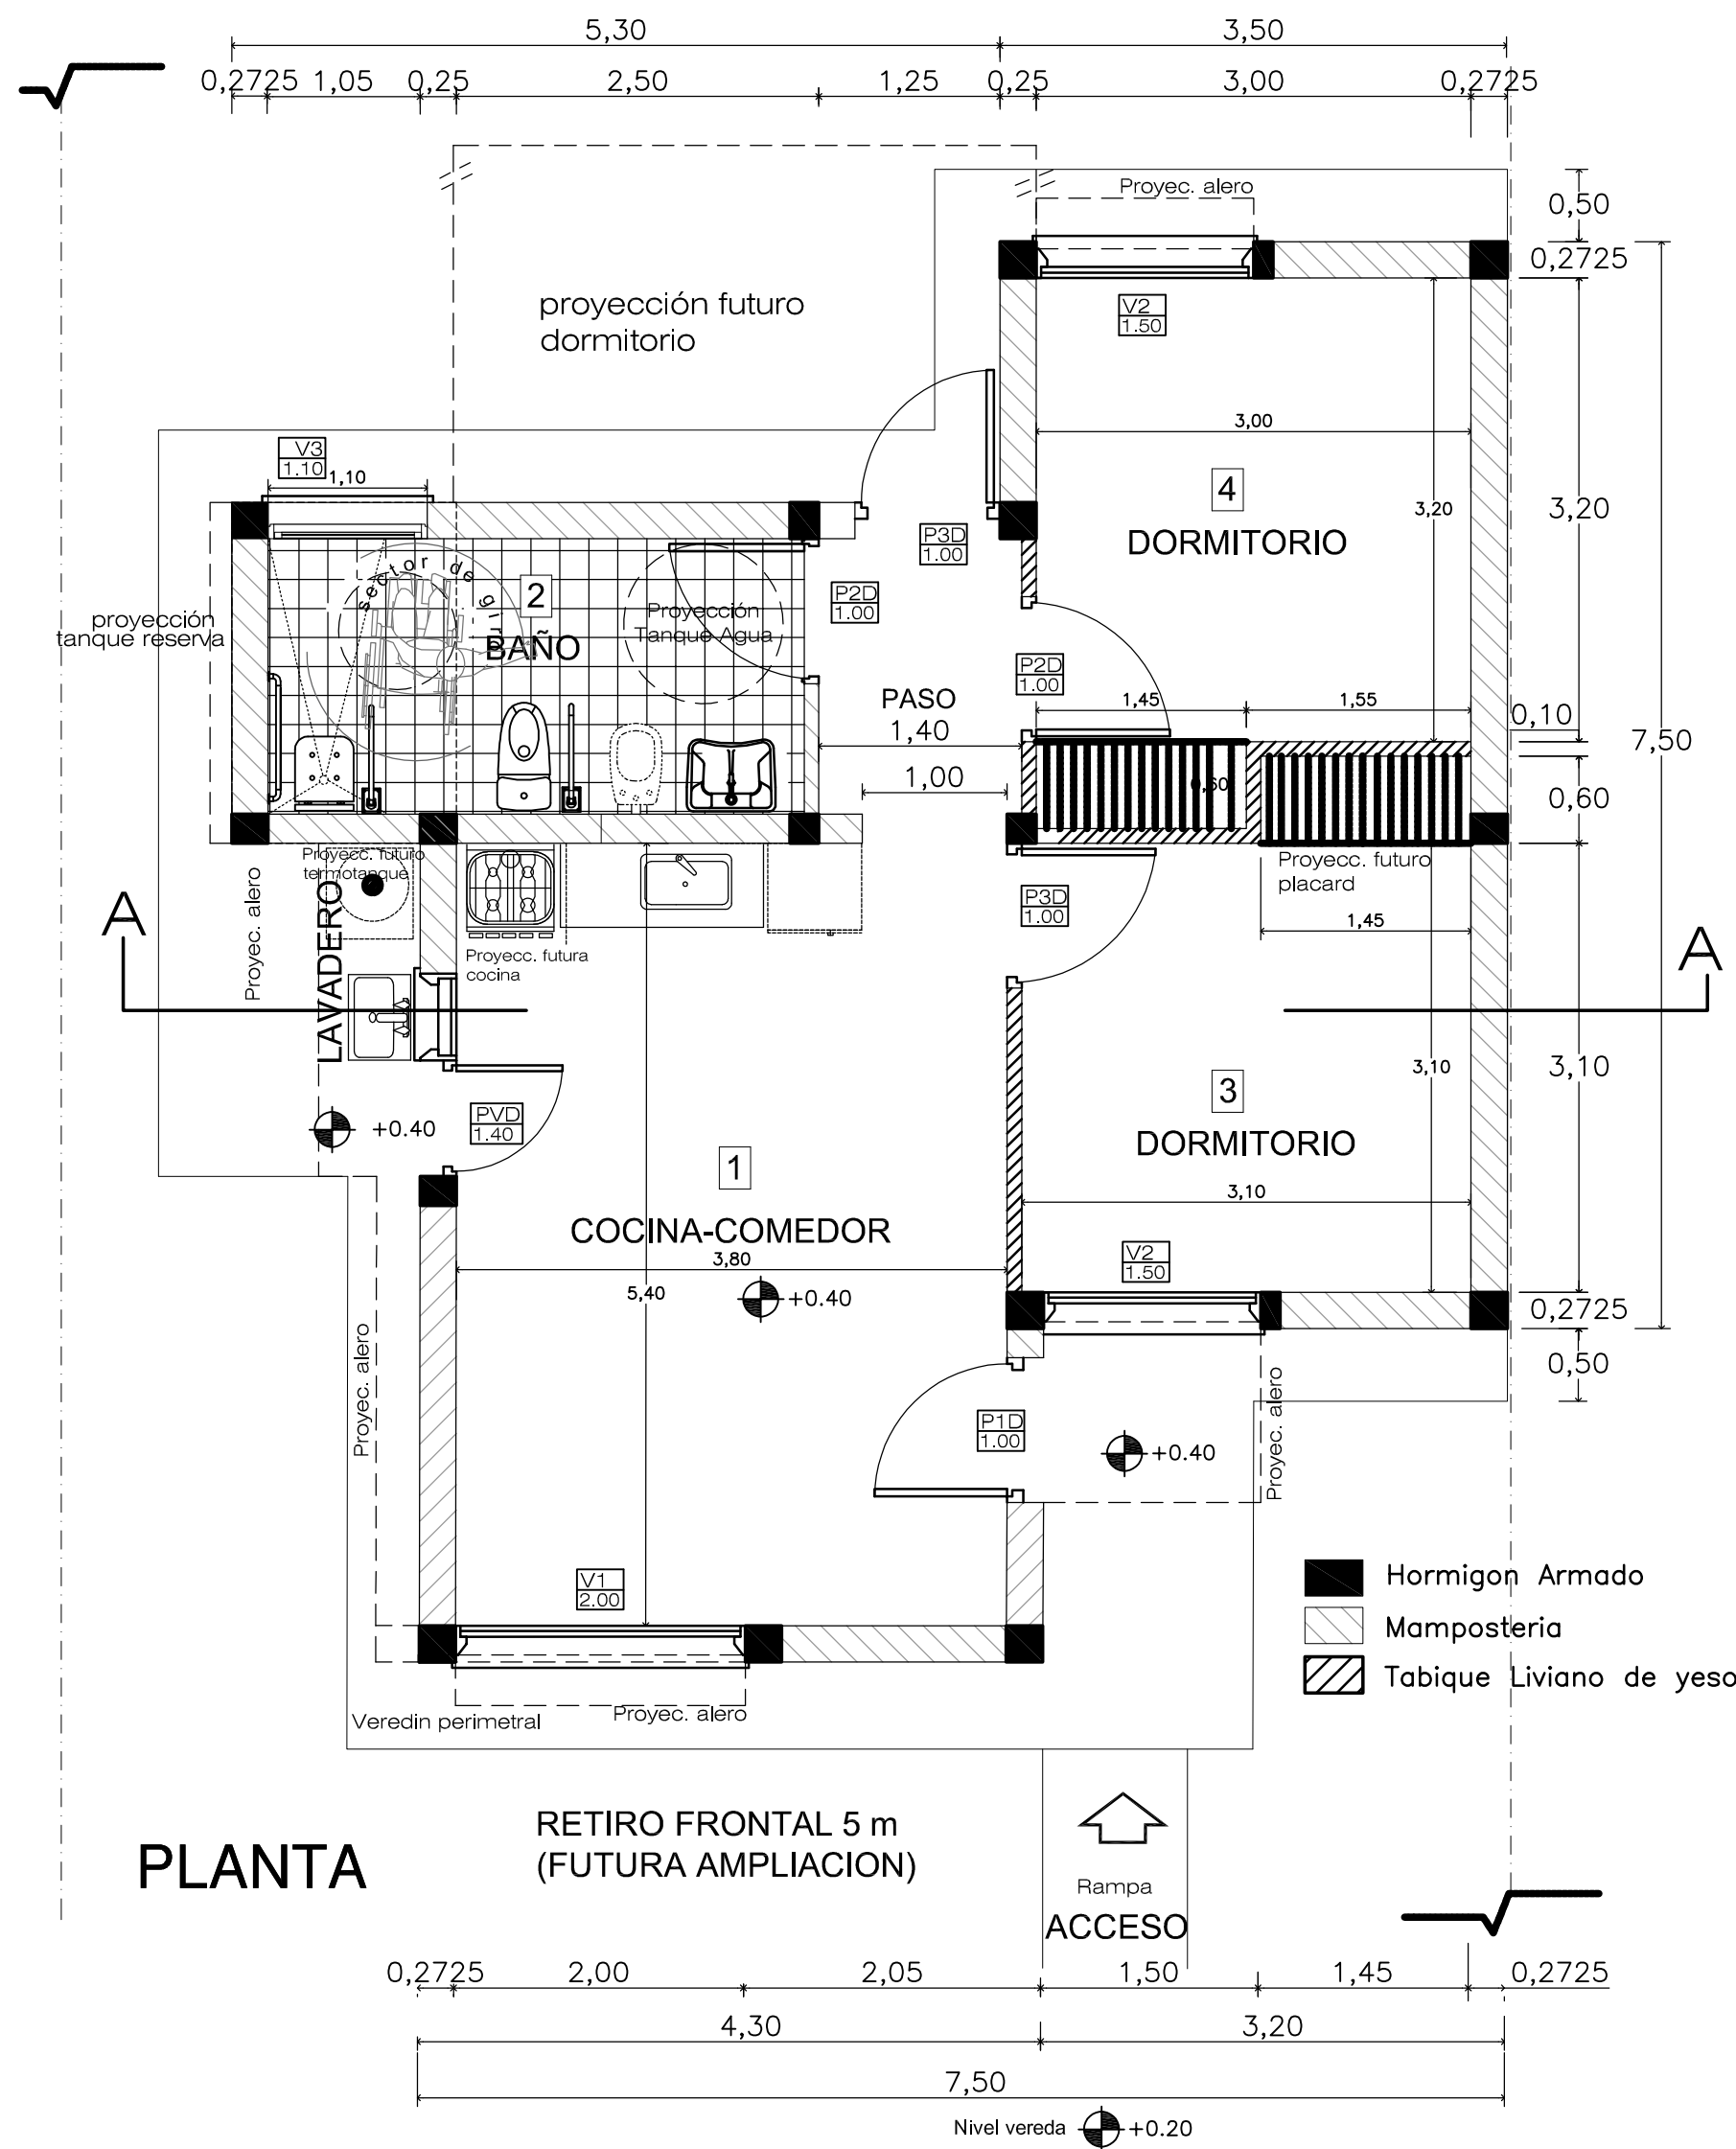 5,30
3,50
0,2725
1,05
0,25
2,50
1,25
0,25
3,00
0,2725
Proyec. alero
0,50
0,2725
proyección futuro
dormitorio
V2
1.50
3,00
V3
1.10
1,10
4
DORMITORIO
3,20
3,20
7,50
P3D
1.00
sector de giro
2
BAÑO
Proyección
Tanque Agua
P2D
1.00
proyección
tanque reserva
P2D
1.00
PASO
1,40
1,00
1,45
1,55
0,10
0,60
0,60
Proyecc. futuro
termotanque
Proyecc. futuro
placard
Proyec. alero
LAVADERO
A
A
P3D
1.00
1,45
Proyecc. futura
cocina
3,10
3,10
PVD
1.40
+0.40
3
DORMITORIO
1
COCINA-COMEDOR
3,80
5,40
+0.40
3,10
V2
1.50
0,2725
0,50
Proyec. alero
Proyec. alero
P1D
1.00
+0.40
V1
2.00
Hormigon Armado
Mamposteria
Tabique Liviano de yeso
Veredin perimetral
Proyec. alero
RETIRO FRONTAL 5 m
(FUTURA AMPLIACION)
PLANTA
Rampa
ACCESO
0,2725
2,00
2,05
1,50
1,45
0,2725
4,30
3,20
7,50
Nivel vereda
+0.20